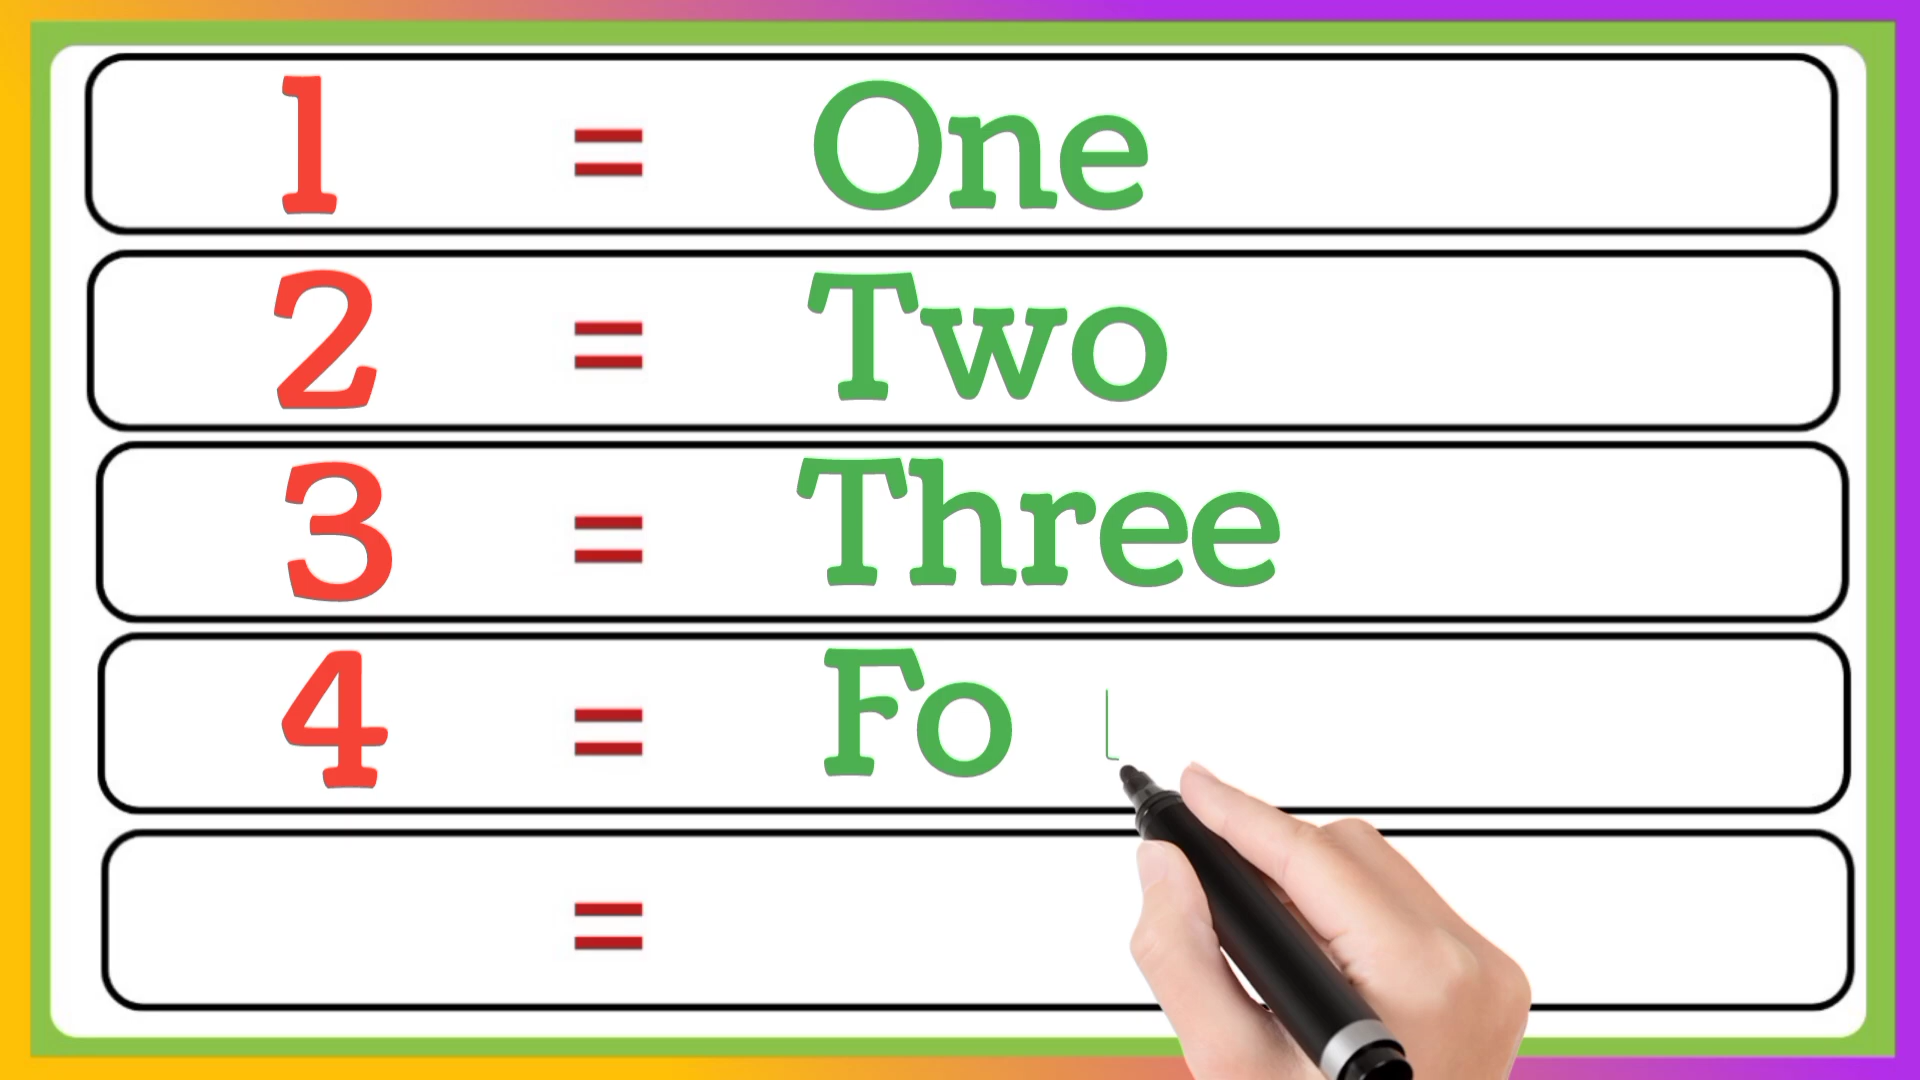 1 = One
2 = Two
3 = Three
4 = Fo
=